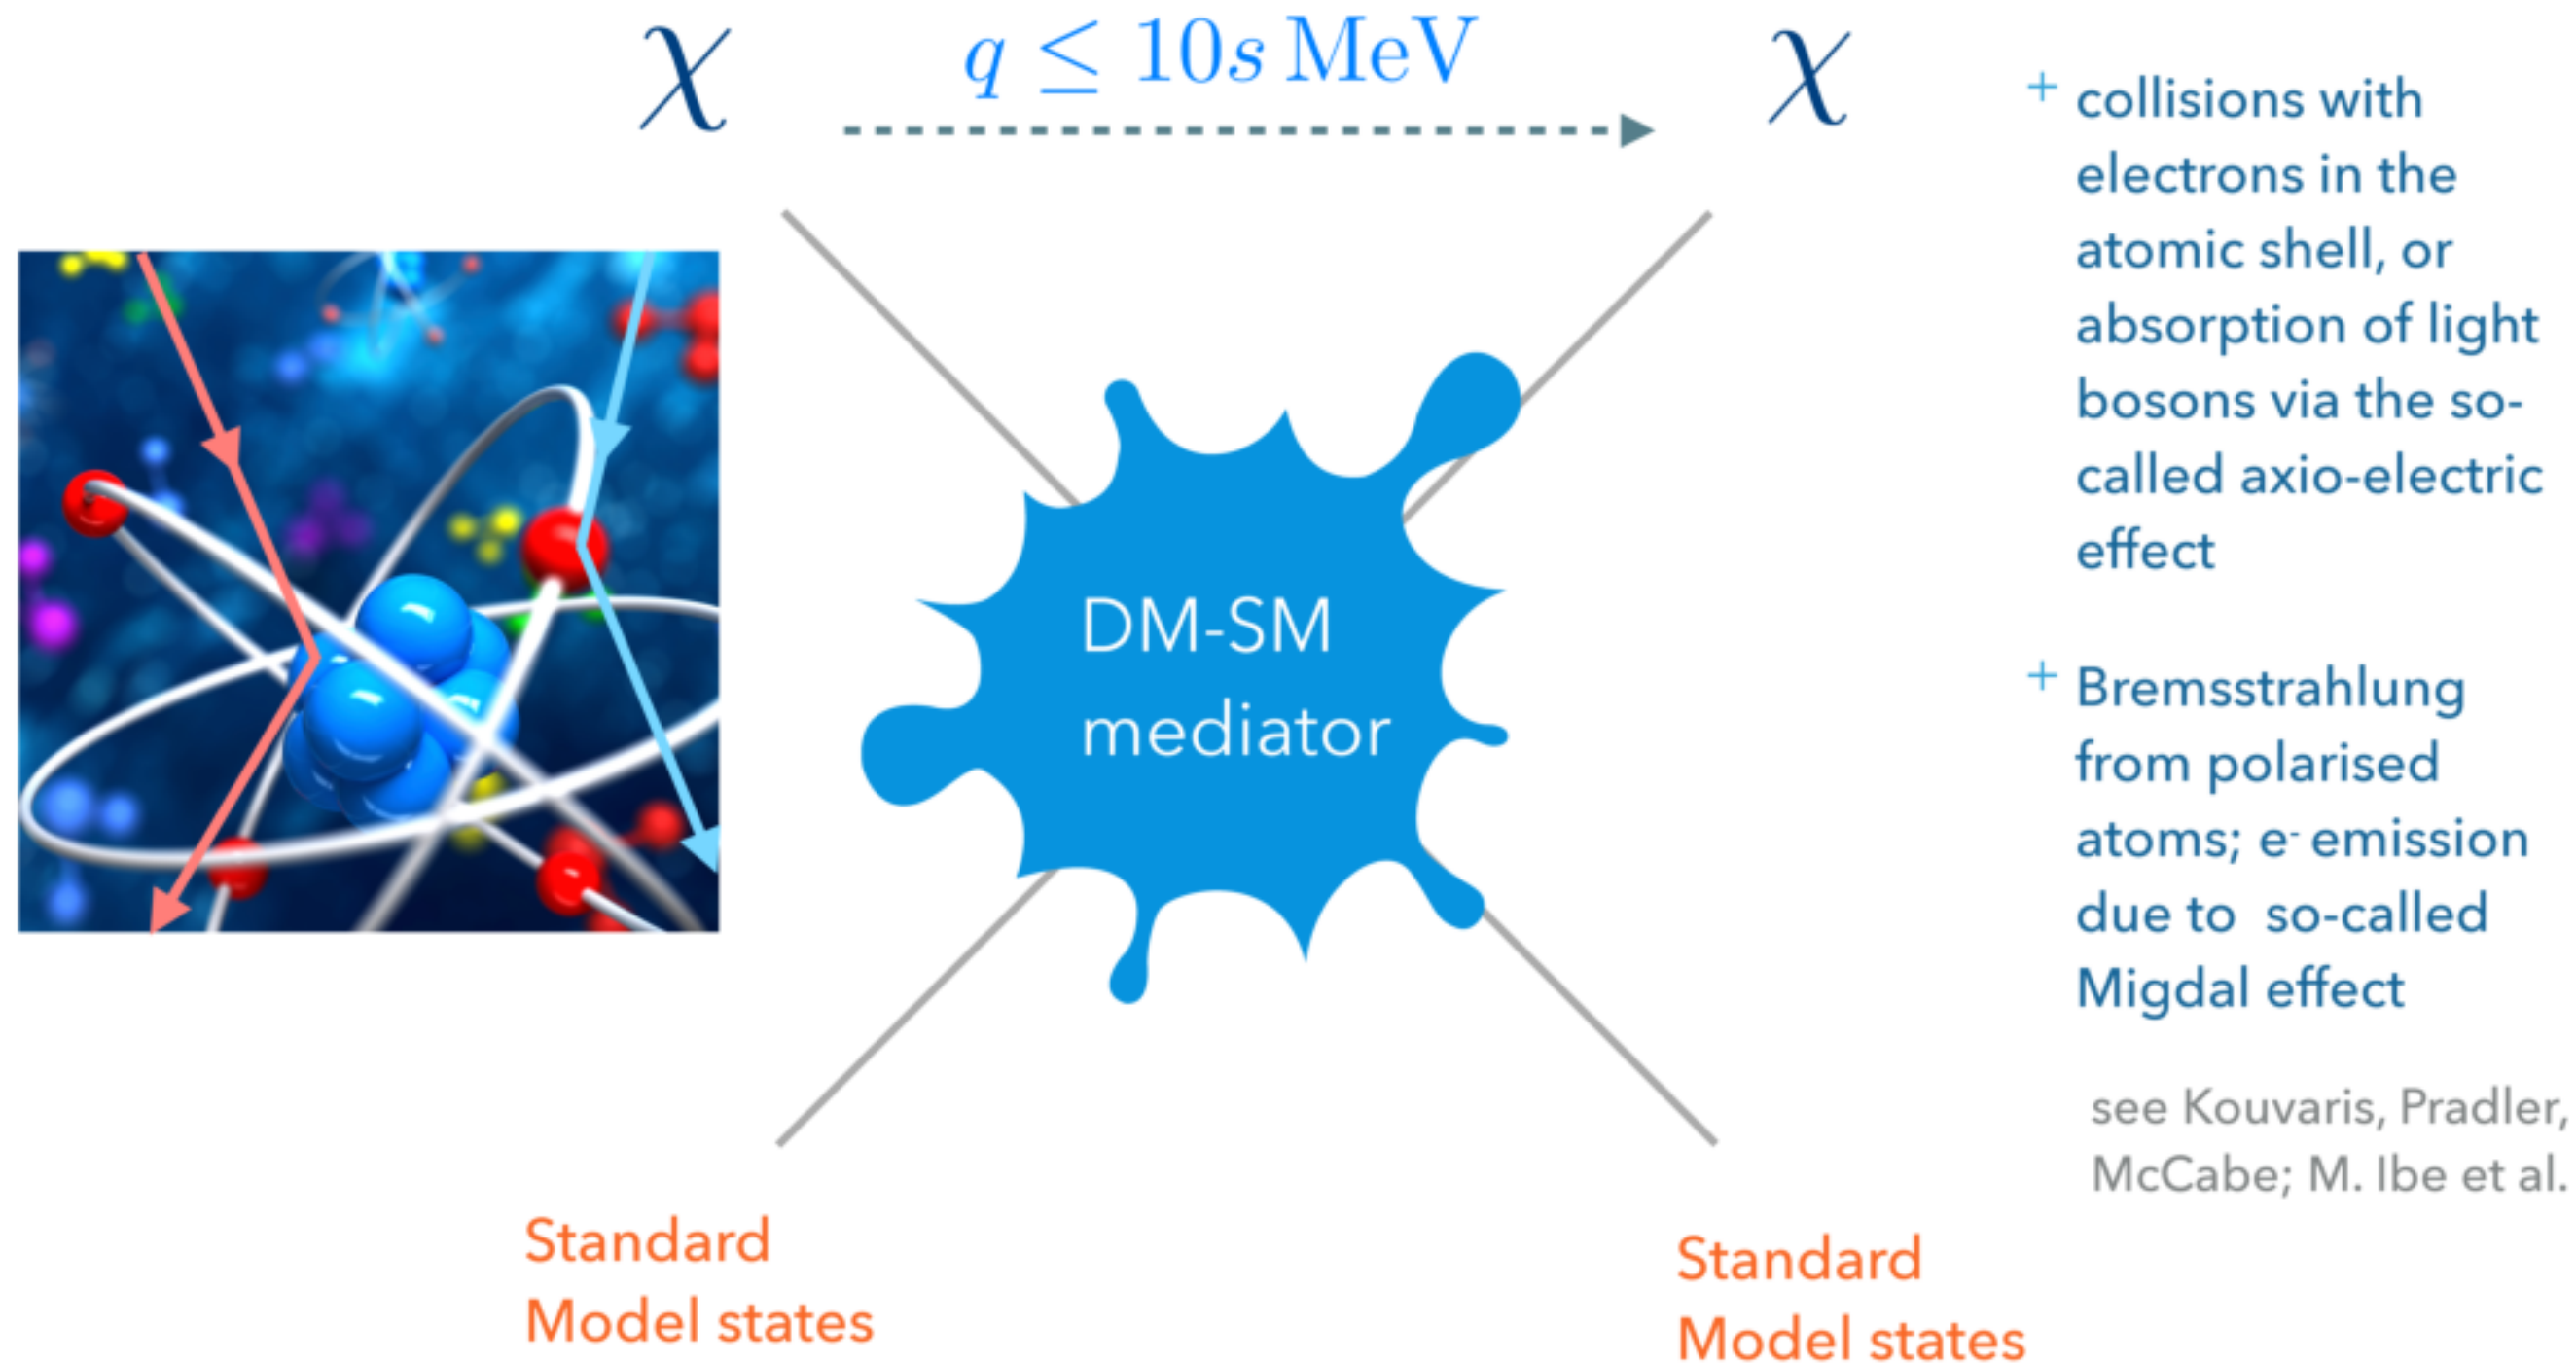 χ
q ≤ 10s MeV
χ
DM-SM
mediator
Standard
Model states
Standard
Model states
+ collisions with
electrons in the
atomic shell, or
absorption of light
bosons via the so-
called axio-electric
effect
+ Bremsstrahlung
from polarised
atoms; e⁻ emission
due to so-called
Migdal effect
see Kouvaris, Pradler,
McCabe; M. Ibe et al.